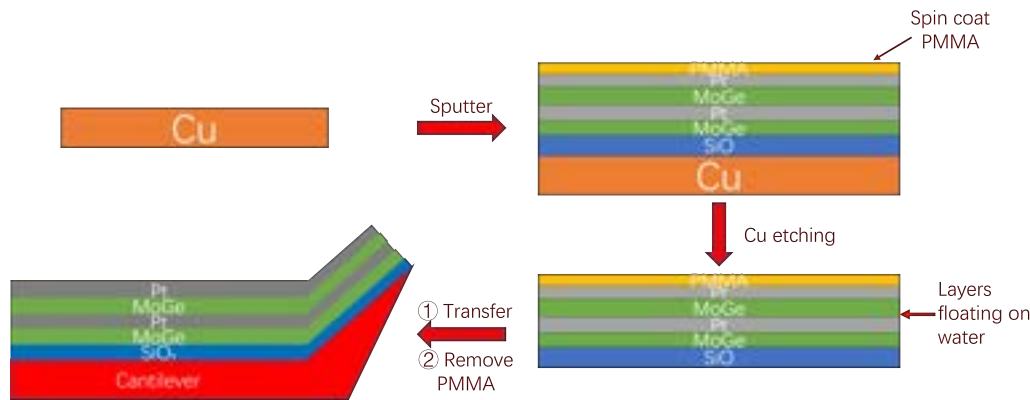 Cu
Sputter
Spin coat
PMMA
PMMA
Pt
MoGe
Pt
MoGe
SiO
Cu
Cu etching
PMMA
Pt
MoGe
Pt
MoGe
SiO
Layers
floating on
water
① Transfer
② Remove
PMMA
Pt
MoGe
Pt
MoGe
SiOₓ
Cantilever